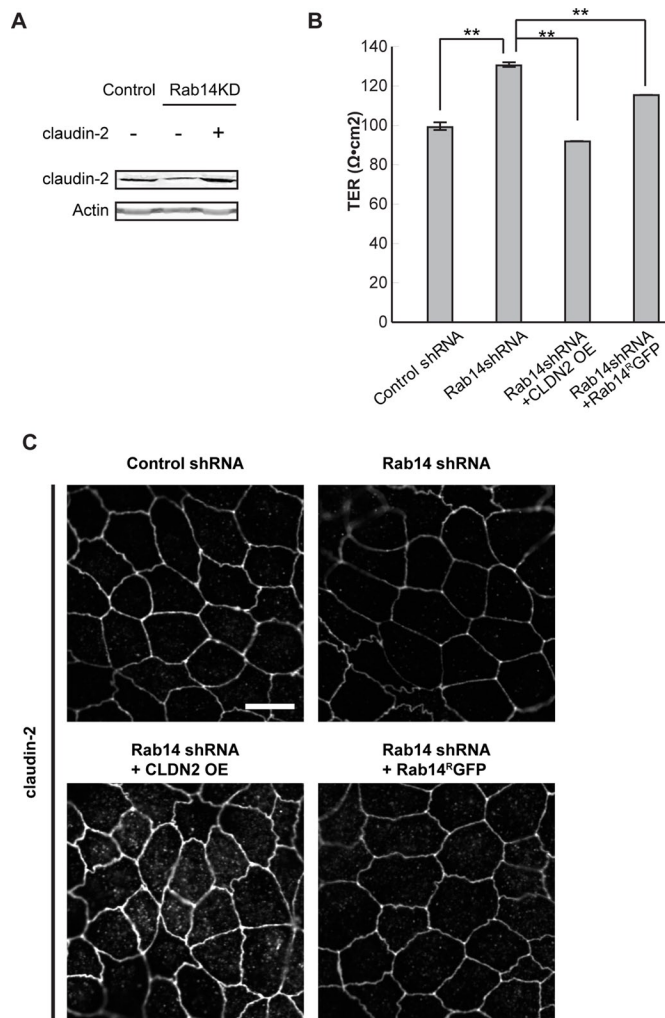 A
Control Rab14KD
claudin-2 - - +
claudin-2
Actin
B
** ** **
TER (Ω•cm2)
140
120
100
80
60
40
20
0
Control shRNA
Rab14shRNA
Rab14shRNA
+CLDN2 OE
Rab14shRNA
+Rab14ᴿGFP
C
Control shRNA Rab14 shRNA
claudin-2
Rab14 shRNA
+ CLDN2 OE
Rab14 shRNA
+ Rab14ᴿGFP